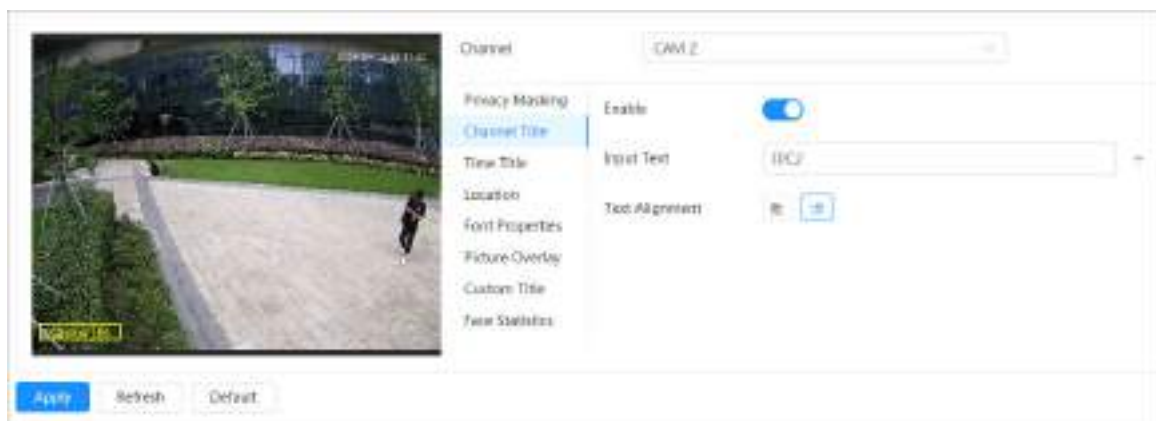 Channel
CAM 2
Privacy Masking
Enable
Channel Title
Time Title
Input Text
Location
Text Alignment
Font Properties
Picture Overlay
Custom Title
Face Statistics
Apply
Refresh
Default